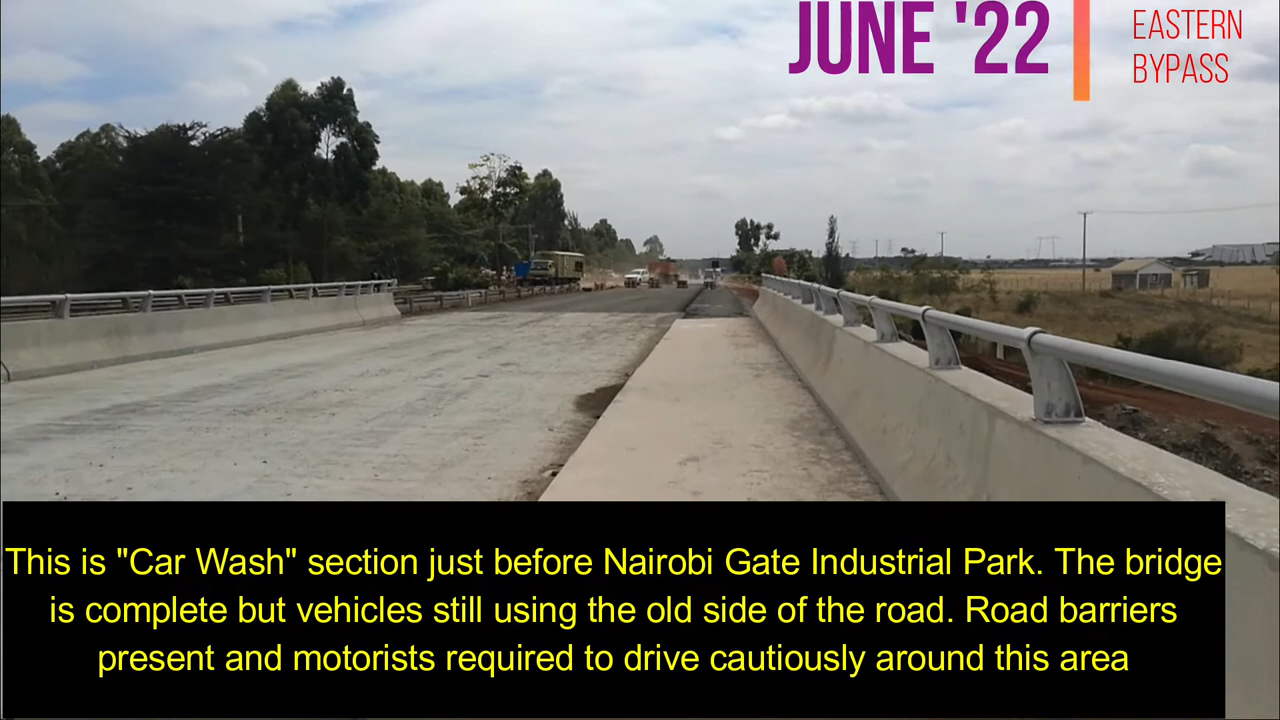 JUNE '22
EASTERN
BYPASS
This is "Car Wash" section just before Nairobi Gate Industrial Park. The bridge
is complete but vehicles still using the old side of the road. Road barriers
present and motorists required to drive cautiously around this area